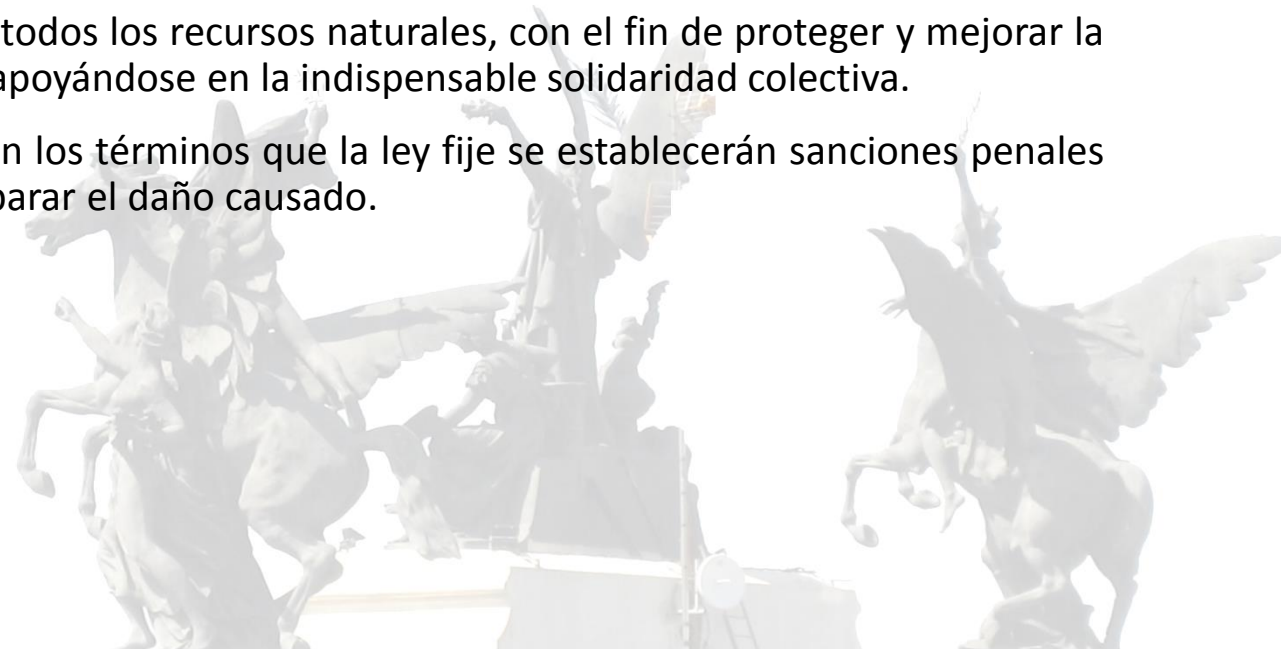 todos los recursos naturales, con el fin de proteger y mejorar la
apoyándose en la indispensable solidaridad colectiva.
n los términos que la ley fije se establecerán sanciones penales
parar el daño causado.